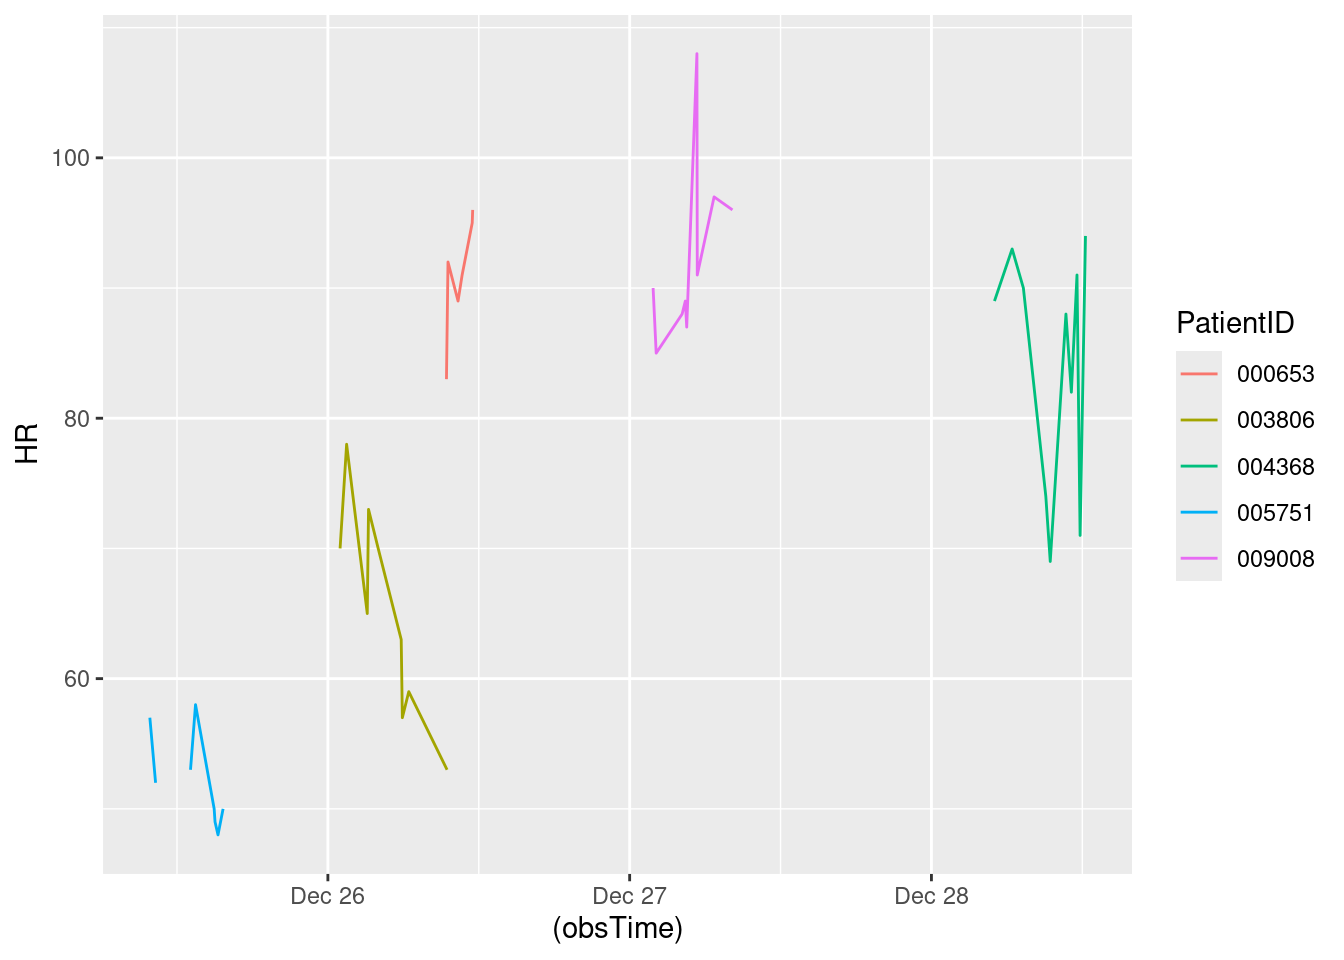 HR
100
80
60
Dec 26
Dec 27
Dec 28
(obsTime)
PatientID
000653
003806
004368
005751
009008